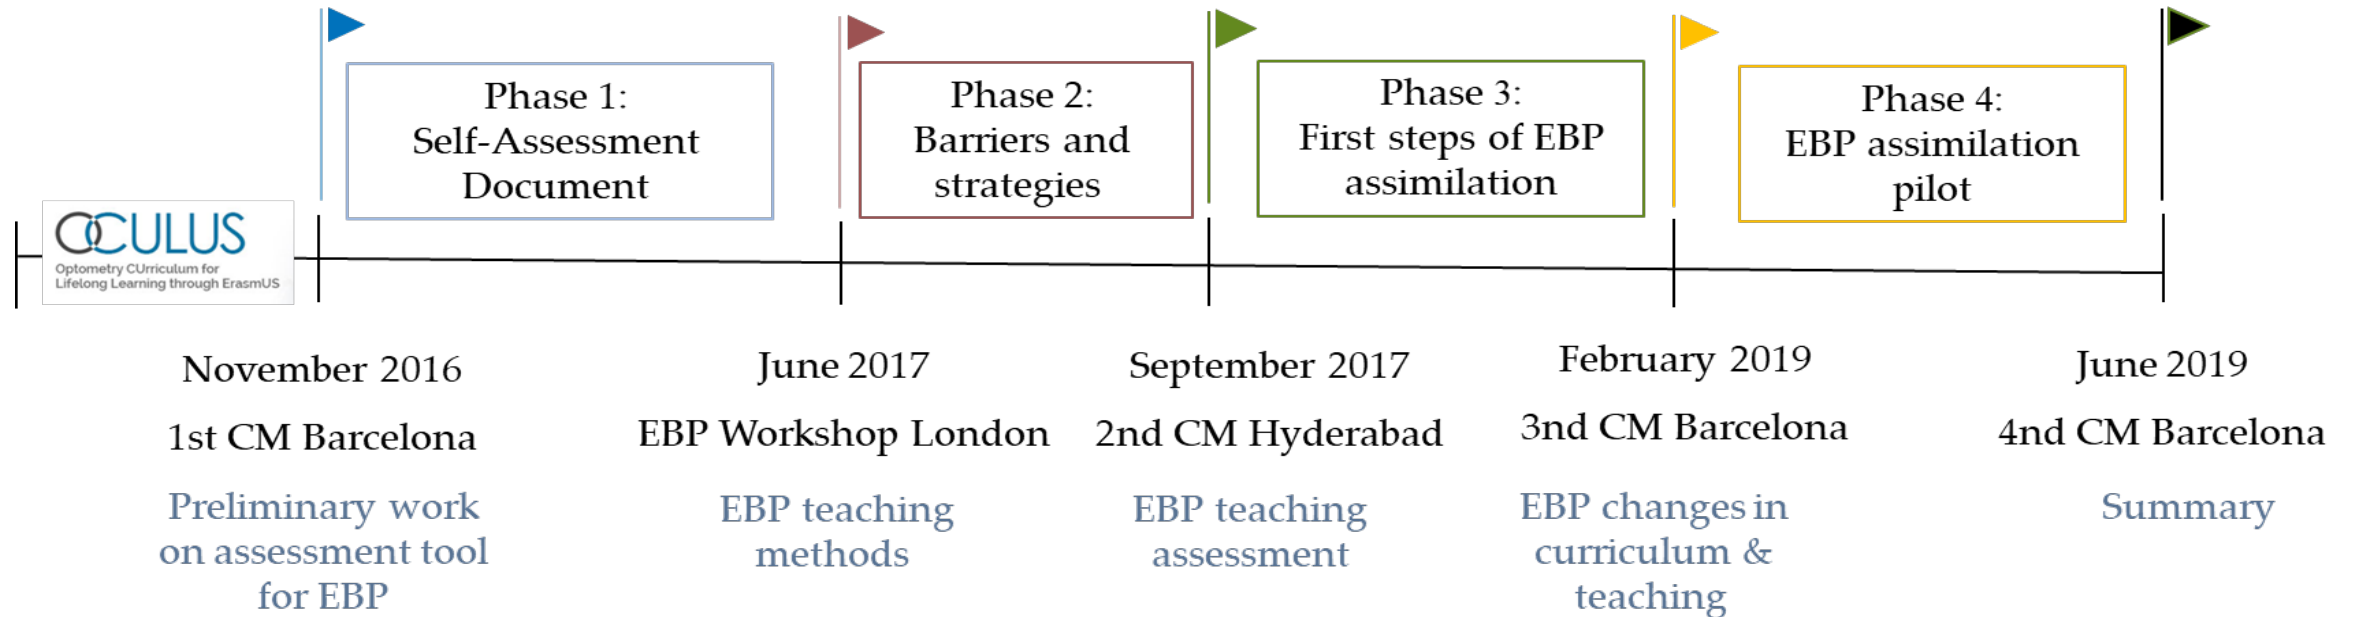 Phase 1:
Self-Assessment
Document
Phase 2:
Barriers and
strategies
Phase 3:
First steps of EBP
assimilation
Phase 4:
EBP assimilation
pilot
OCULUS
Optometry CUrriculum for
Lifelong Learning through ErasmUS
November 2016
1st CM Barcelona
Preliminary work
on assessment tool
for EBP
June 2017
EBP Workshop London
EBP teaching
methods
September 2017
2nd CM Hyderabad
EBP teaching
assessment
February 2019
3nd CM Barcelona
EBP changes in
curriculum &
teaching
June 2019
4nd CM Barcelona
Summary